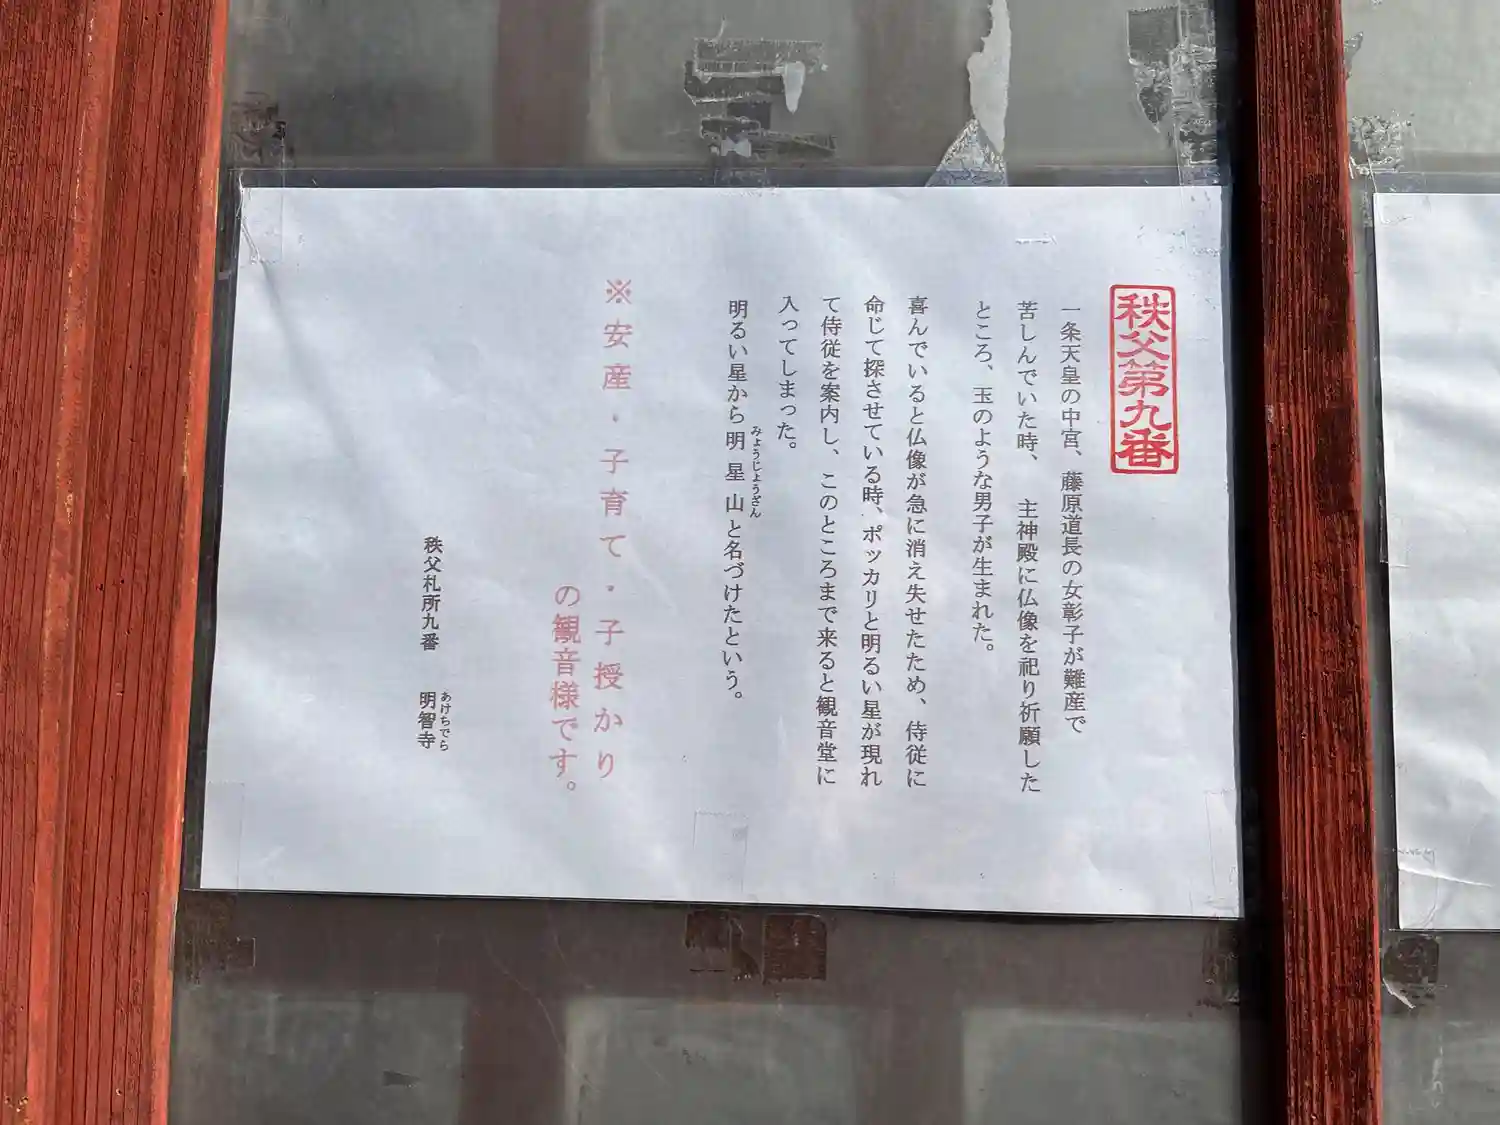 秩父第九番
一条天皇の中宮、藤原道長の女彰子が難産で
苦しんでいた時、主神殿に仏像を祀り祈願した
ところ、玉のような男子が生まれた。
喜んでいると仏像が急に消え失せたため、侍従に
命じて探させている時、ポッカリと明るい星が現れ
て侍従を案内し、このところまで来ると観音堂に
入ってしまった。
みょうじょうざん
明るい星から明星山と名づけたという。
※安産・子育て・子授かり
の観音様です。
あけちでら
秩父札所九番 明智寺